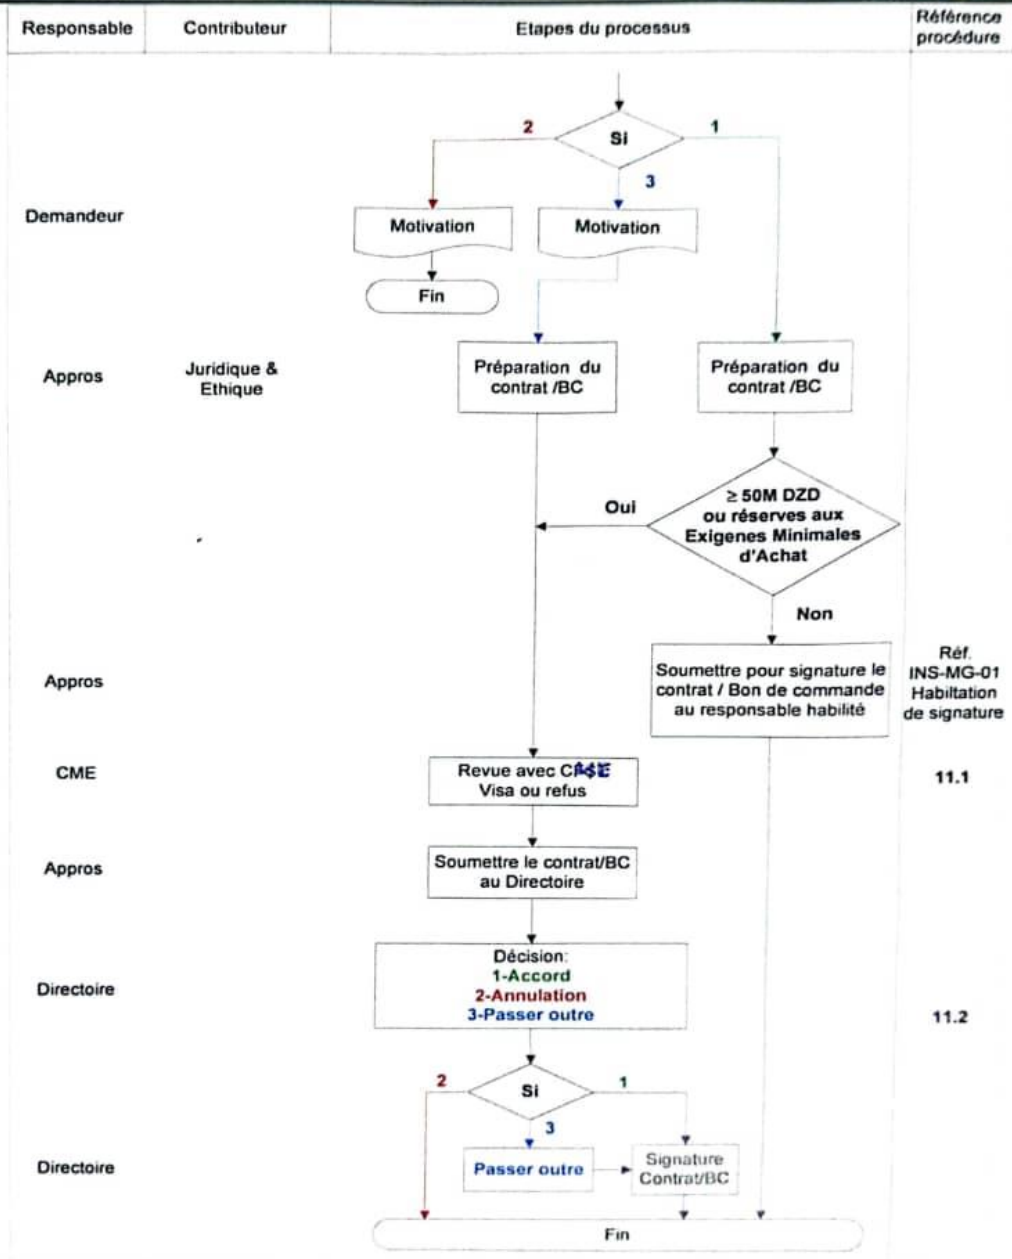 Responsable
Contributeur
Etapes du processus
Référence
procédure
2
Si
1
3
Demandeur
Motivation
Motivation
Fin
Appros
Juridique &
Ethique
Préparation du
contrat /BC
Préparation du
contrat /BC
≥ 50M DZD
ou réserves aux
Exigenes Minimales
d'Achat
Oui
Non
Appros
Soumettre pour signature le
contrat / Bon de commande
au responsable habilité
Réf.
INS-MG-01
Habiltation
de signature
CME
Revue avec
Visa ou refus
11.1
Appros
Soumettre le contrat/BC
au Directoire
Directoire
Décision:
1-Accord
2-Annulation
3-Passer outre
11.2
2
Si
1
3
Directoire
Passer outre
Signature
Contrat/BC
Fin